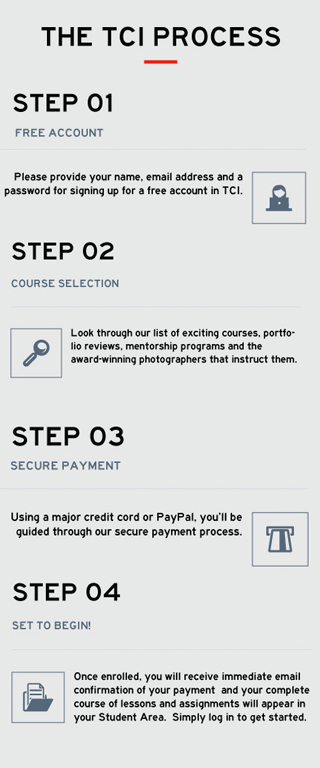 THE TCI PROCESS
STEP 01
FREE ACCOUNT
Please provide your name, email address and a
password for signing up for a free account in TCI.
STEP 02
COURSE SELECTION
Look through our list of exciting courses, portfo-
lio reviews, mentorship programs and the
award-winning photographers that instruct them.
STEP 03
SECURE PAYMENT
Using a major credit cord or PayPal, you'll be
guided through our secure payment process.
STEP 04
SET TO BEGIN!
Once enrolled, you will receive immediate email
confirmation of your payment and your complete
course of lessons and assignments will appear in
your Student Area. Simply log in to get started.